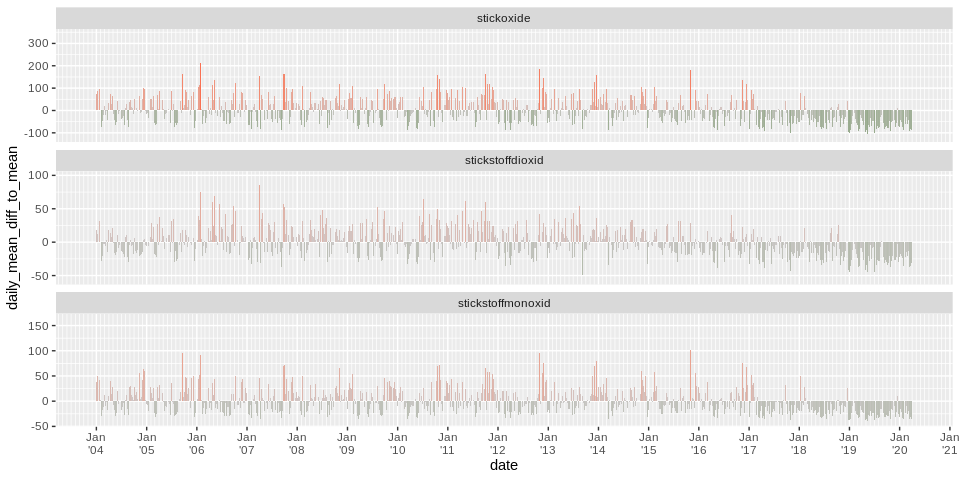 stickoxide
300
200
100
0
-100
stickstoffdioxid
100
50
0
-50
stickstoffmonoxid
150
100
50
0
-50
daily_mean_diff_to_mean
Jan Jan Jan Jan Jan Jan Jan Jan Jan Jan Jan Jan Jan Jan Jan Jan Jan Jan
'04 '05 '06 '07 '08 '09 '10 '11 '12 '13 '14 '15 '16 '17 '18 '19 '20 '21
date